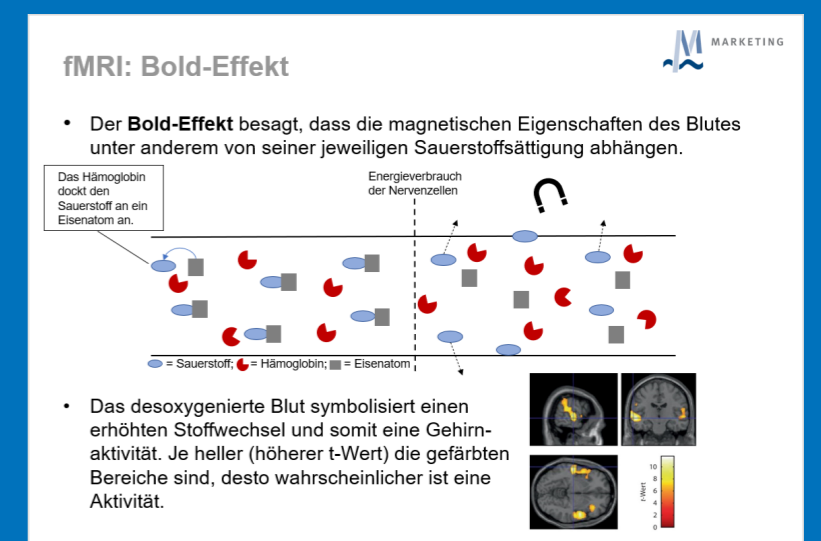 MARKETING
fMRI: Bold-Effekt
• Der Bold-Effekt besagt, dass die magnetischen Eigenschaften des Blutes
unter anderem von seiner jeweiligen Sauerstoffsättigung abhängen.
Das Hämoglobin
dockt den
Sauerstoff an ein
Eisenatom an.
Energieverbrauch
der Nervenzellen
= Sauerstoff; = Hämoglobin; = Eisenatom
• Das desoxygenierte Blut symbolisiert einen
erhöhten Stoffwechsel und somit eine Gehirn-
aktivität. Je heller (höherer t-Wert) die gefärbten
Bereiche sind, desto wahrscheinlicher ist eine
Aktivität.
t-Wert
10
8
6
4
2
0